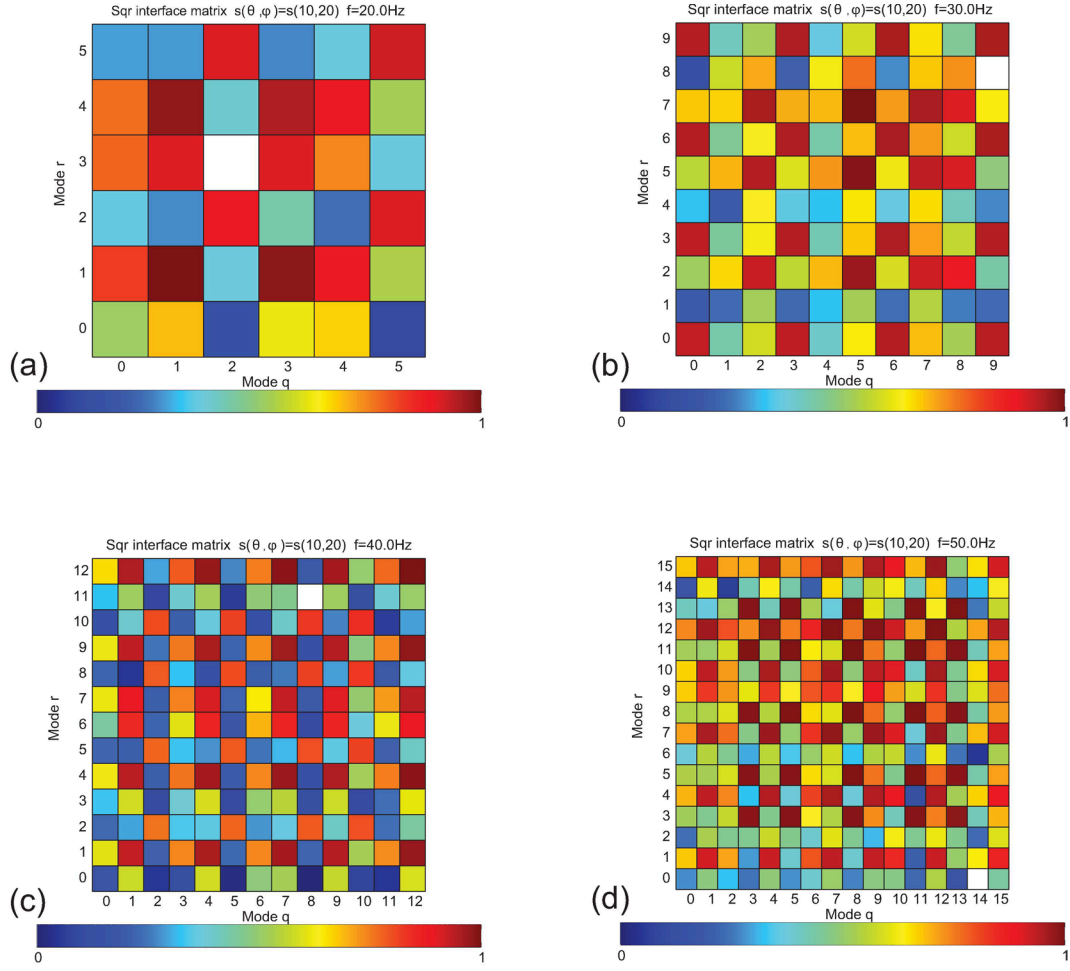 Sqr interface matrix s(θ,φ)=s(10,20) f=20.0Hz
Mode r
5
4
3
2
1
0
0 1 2 3 4 5
Mode q
(a)
0 1
Sqr interface matrix s(θ,φ)=s(10,20) f=30.0Hz
Mode r
9
8
7
6
5
4
3
2
1
0
0 1 2 3 4 5 6 7 8 9
Mode q
(b)
0 1
Sqr interface matrix s(θ,φ)=s(10,20) f=40.0Hz
Mode r
12
11
10
9
8
7
6
5
4
3
2
1
0
0 1 2 3 4 5 6 7 8 9 10 11 12
Mode q
(c)
0 1
Sqr interface matrix s(θ,φ)=s(10,20) f=50.0Hz
Mode r
15
14
13
12
11
10
9
8
7
6
5
4
3
2
1
0
0 1 2 3 4 5 6 7 8 9 10 11 12 13 14 15
Mode q
(d)
0 1